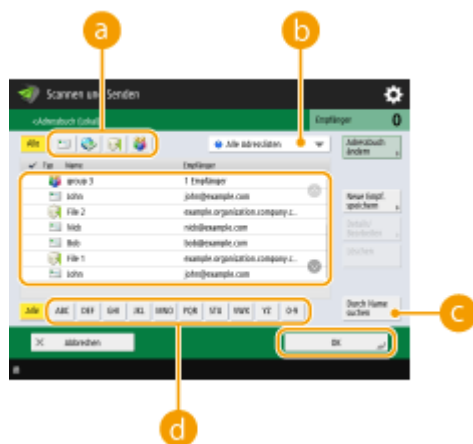 a
b
Scannen und Senden
<Adressbuch (Lokal)>
Empfänger 0
Alle
Alle Adresslisten
Adressbuch
ändern
✓ Typ Name Empfänger
group 3 1 Empfänger
John john@example.com
File 2 example.organization.company.c...
Nick nick@example.com
Bob bob@example.com
File 1 example.organization.company.c...
John john@example.com
Neue Empf.
speichern
Details/
Bearbeiten
Löschen
Durch Name
suchen
Alle ABC DEF GHI JKL MNO PQR STU VWX YZ 0-9
c
Abbrechen
OK
d